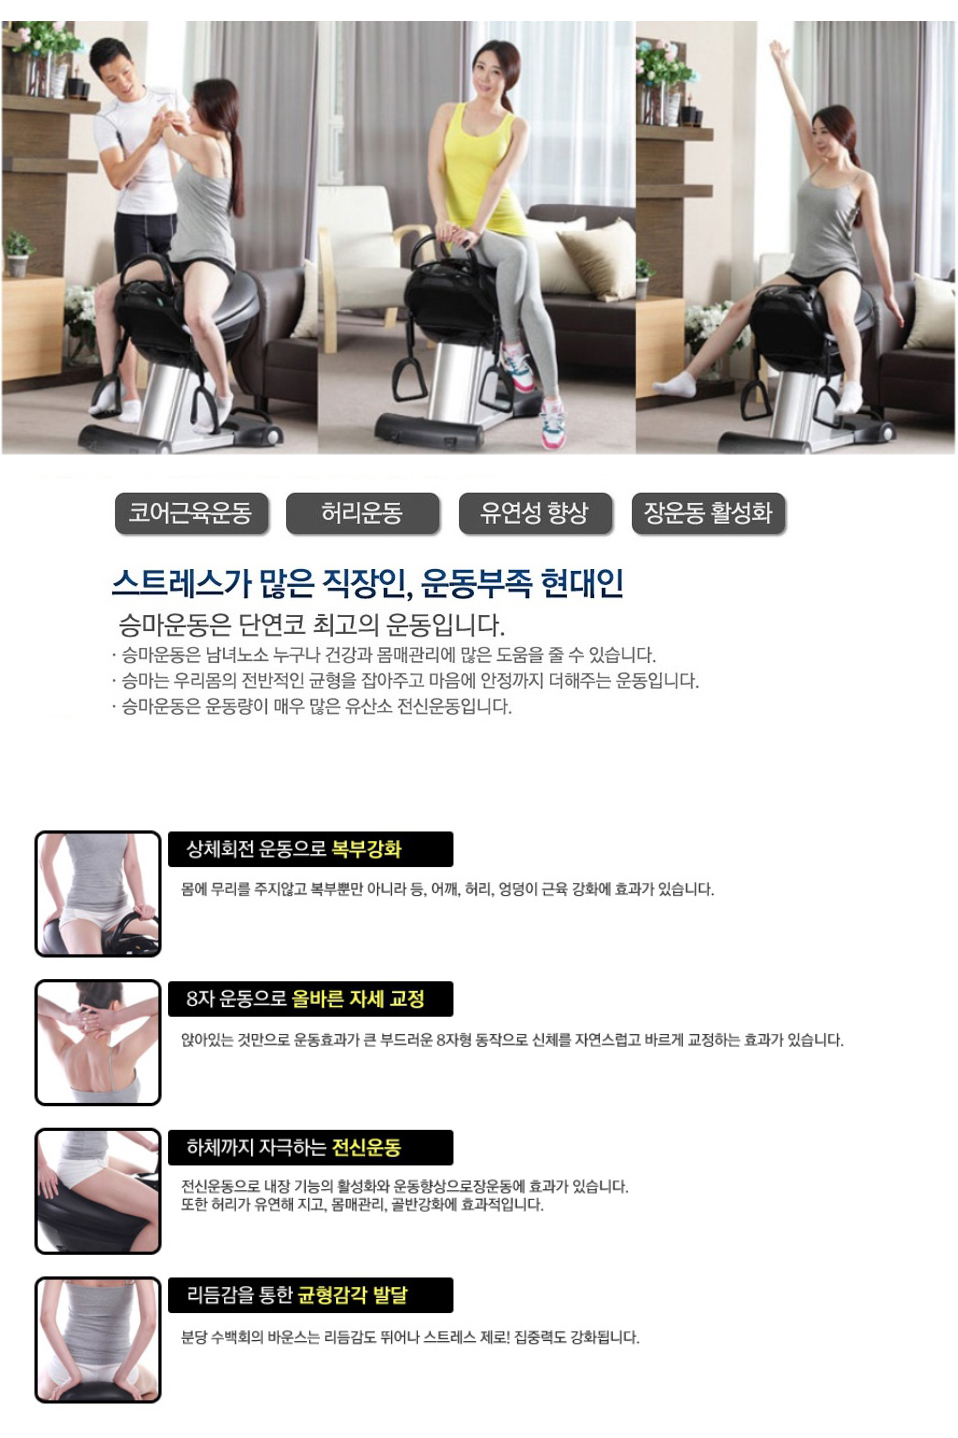 코어근육운동
허리운동
유연성 향상
장운동 활성화
스트레스가 많은 직장인, 운동부족 현대인
승마운동은 단연코 최고의 운동입니다.
· 승마운동은 남녀노소 누구나 건강과 몸매관리에 많은 도움을 줄 수 있습니다.
· 승마는 우리몸의 전반적인 균형을 잡아주고 마음에 안정까지 더해주는 운동입니다.
· 승마운동은 운동량이 매우 많은 유산소 전신운동입니다.
상체회전 운동으로 복부강화
몸에 무리를 주지않고 복부뿐만 아니라 등, 어깨, 허리, 엉덩이 근육 강화에 효과가 있습니다.
8자 운동으로 올바른 자세 교정
앉아있는 것만으로 운동효과가 큰 부드러운 8자형 동작으로 신체를 자연스럽고 바르게 교정하는 효과가 있습니다.
하체까지 자극하는 전신운동
전신운동으로 내장 기능의 활성화와 운동향상으로장운동에 효과가 있습니다.
또한 허리가 유연해 지고, 몸매관리, 골반강화에 효과적입니다.
리듬감을 통한 균형감각 발달
분당 수백회의 바운스는 리듬감도 뛰어나 스트레스 제로! 집중력도 강화됩니다.